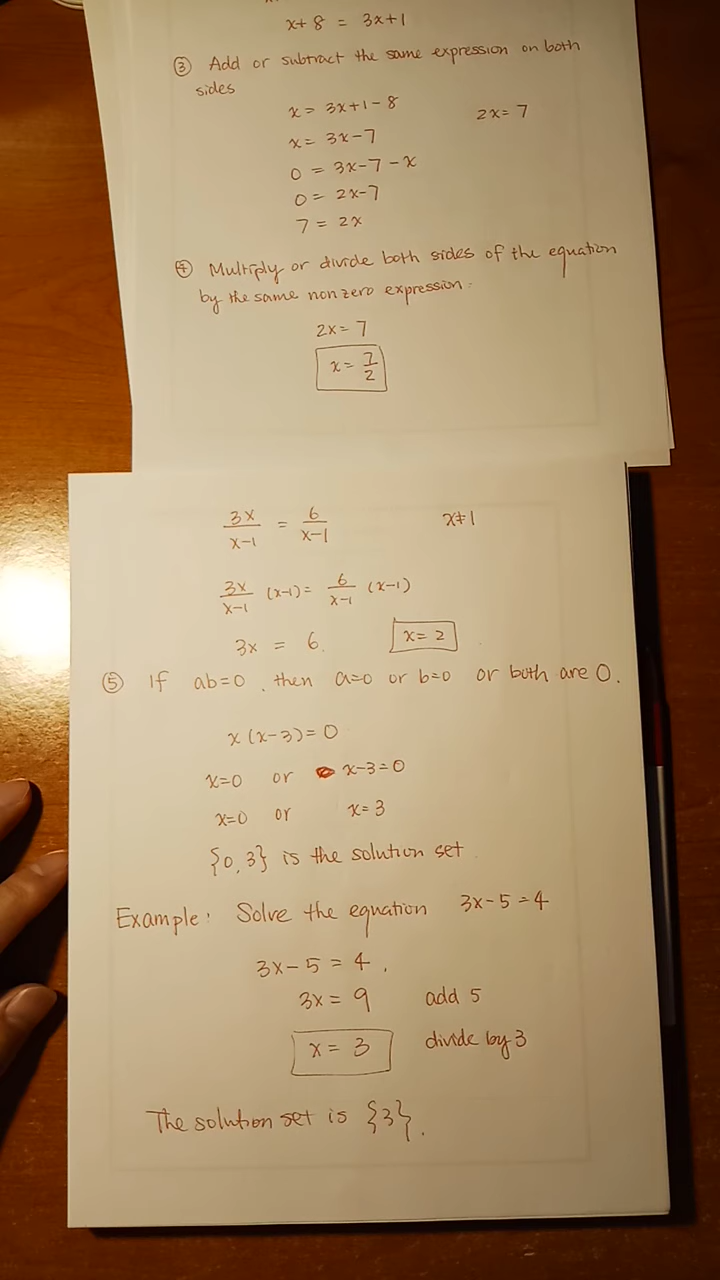 x+8 = 3x+1
③ Add or subtract the same expression on both
sides
x = 3x+1-8
2x = 7
x = 3x-7
0 = 3x-7-x
0 = 2x-7
7 = 2x
④ Multiply or divide both sides of the equation
by the same nonzero expression.
2x = 7
x = 7/2
3x/(x-1) = 6/(x-1) x≠1
3x/(x-1) (x-1) = 6/(x-1) (x-1)
3x = 6. x = 2
⑤ If ab=0, then a=0 or b=0 or both are 0.
x(x-3)=0
x=0 or x-3=0
x=0 or x=3
{0,3} is the solution set.
Example: Solve the equation 3x-5=4
3x-5 = 4.
3x = 9 add 5
x = 3 divide by 3
The solution set is {3}.